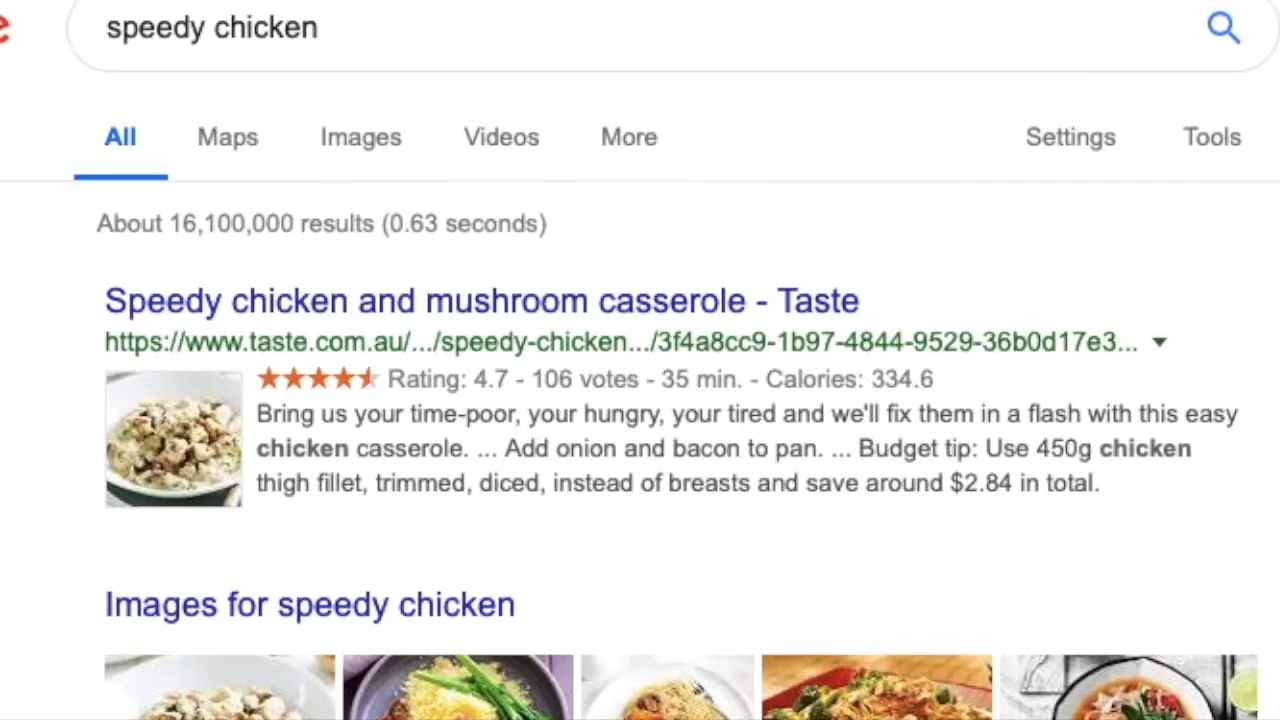 speedy chicken
All Maps Images Videos More Settings Tools
About 16,100,000 results (0.63 seconds)
Speedy chicken and mushroom casserole - Taste
https://www.taste.com.au/.../speedy-chicken.../3f4a8cc9-1b97-4844-9529-36b0d17e3...
Rating: 4.7 - 106 votes - 35 min. - Calories: 334.6
Bring us your time-poor, your hungry, your tired and we'll fix them in a flash with this easy
chicken casserole. ... Add onion and bacon to pan. ... Budget tip: Use 450g chicken
thigh fillet, trimmed, diced, instead of breasts and save around $2.84 in total.
Images for speedy chicken